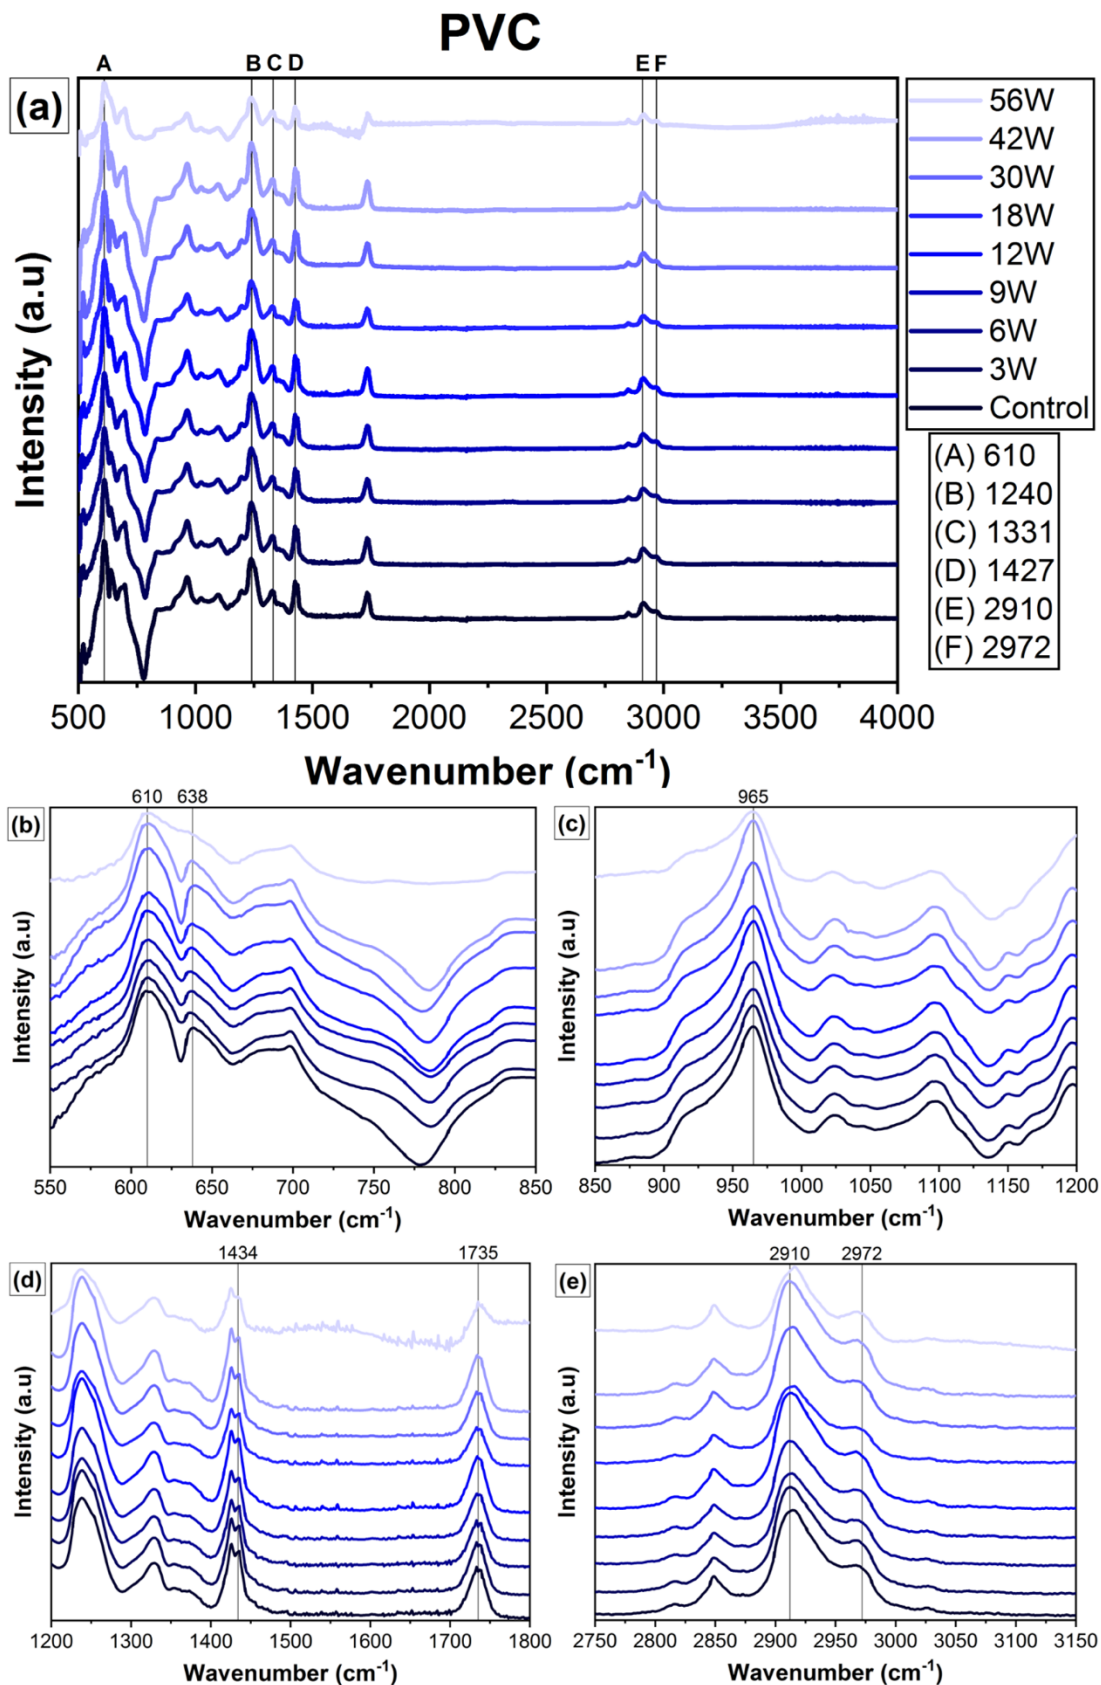 PVC
A B C D E F
(a)
56W
42W
30W
18W
12W
9W
6W
3W
Control
(A) 610
(B) 1240
(C) 1331
(D) 1427
(E) 2910
(F) 2972
Intensity (a.u)
500 1000 1500 2000 2500 3000 3500 4000
Wavenumber (cm⁻¹)
(b)
610 638
Intensity (a.u)
550 600 650 700 750 800 850
Wavenumber (cm⁻¹)
(c)
965
Intensity (a.u)
850 900 950 1000 1050 1100 1150 1200
Wavenumber (cm⁻¹)
(d)
1434 1735
Intensity (a.u)
1200 1300 1400 1500 1600 1700 1800
Wavenumber (cm⁻¹)
(e)
2910 2972
Intensity (a.u)
2750 2800 2850 2900 2950 3000 3050 3100 3150
Wavenumber (cm⁻¹)